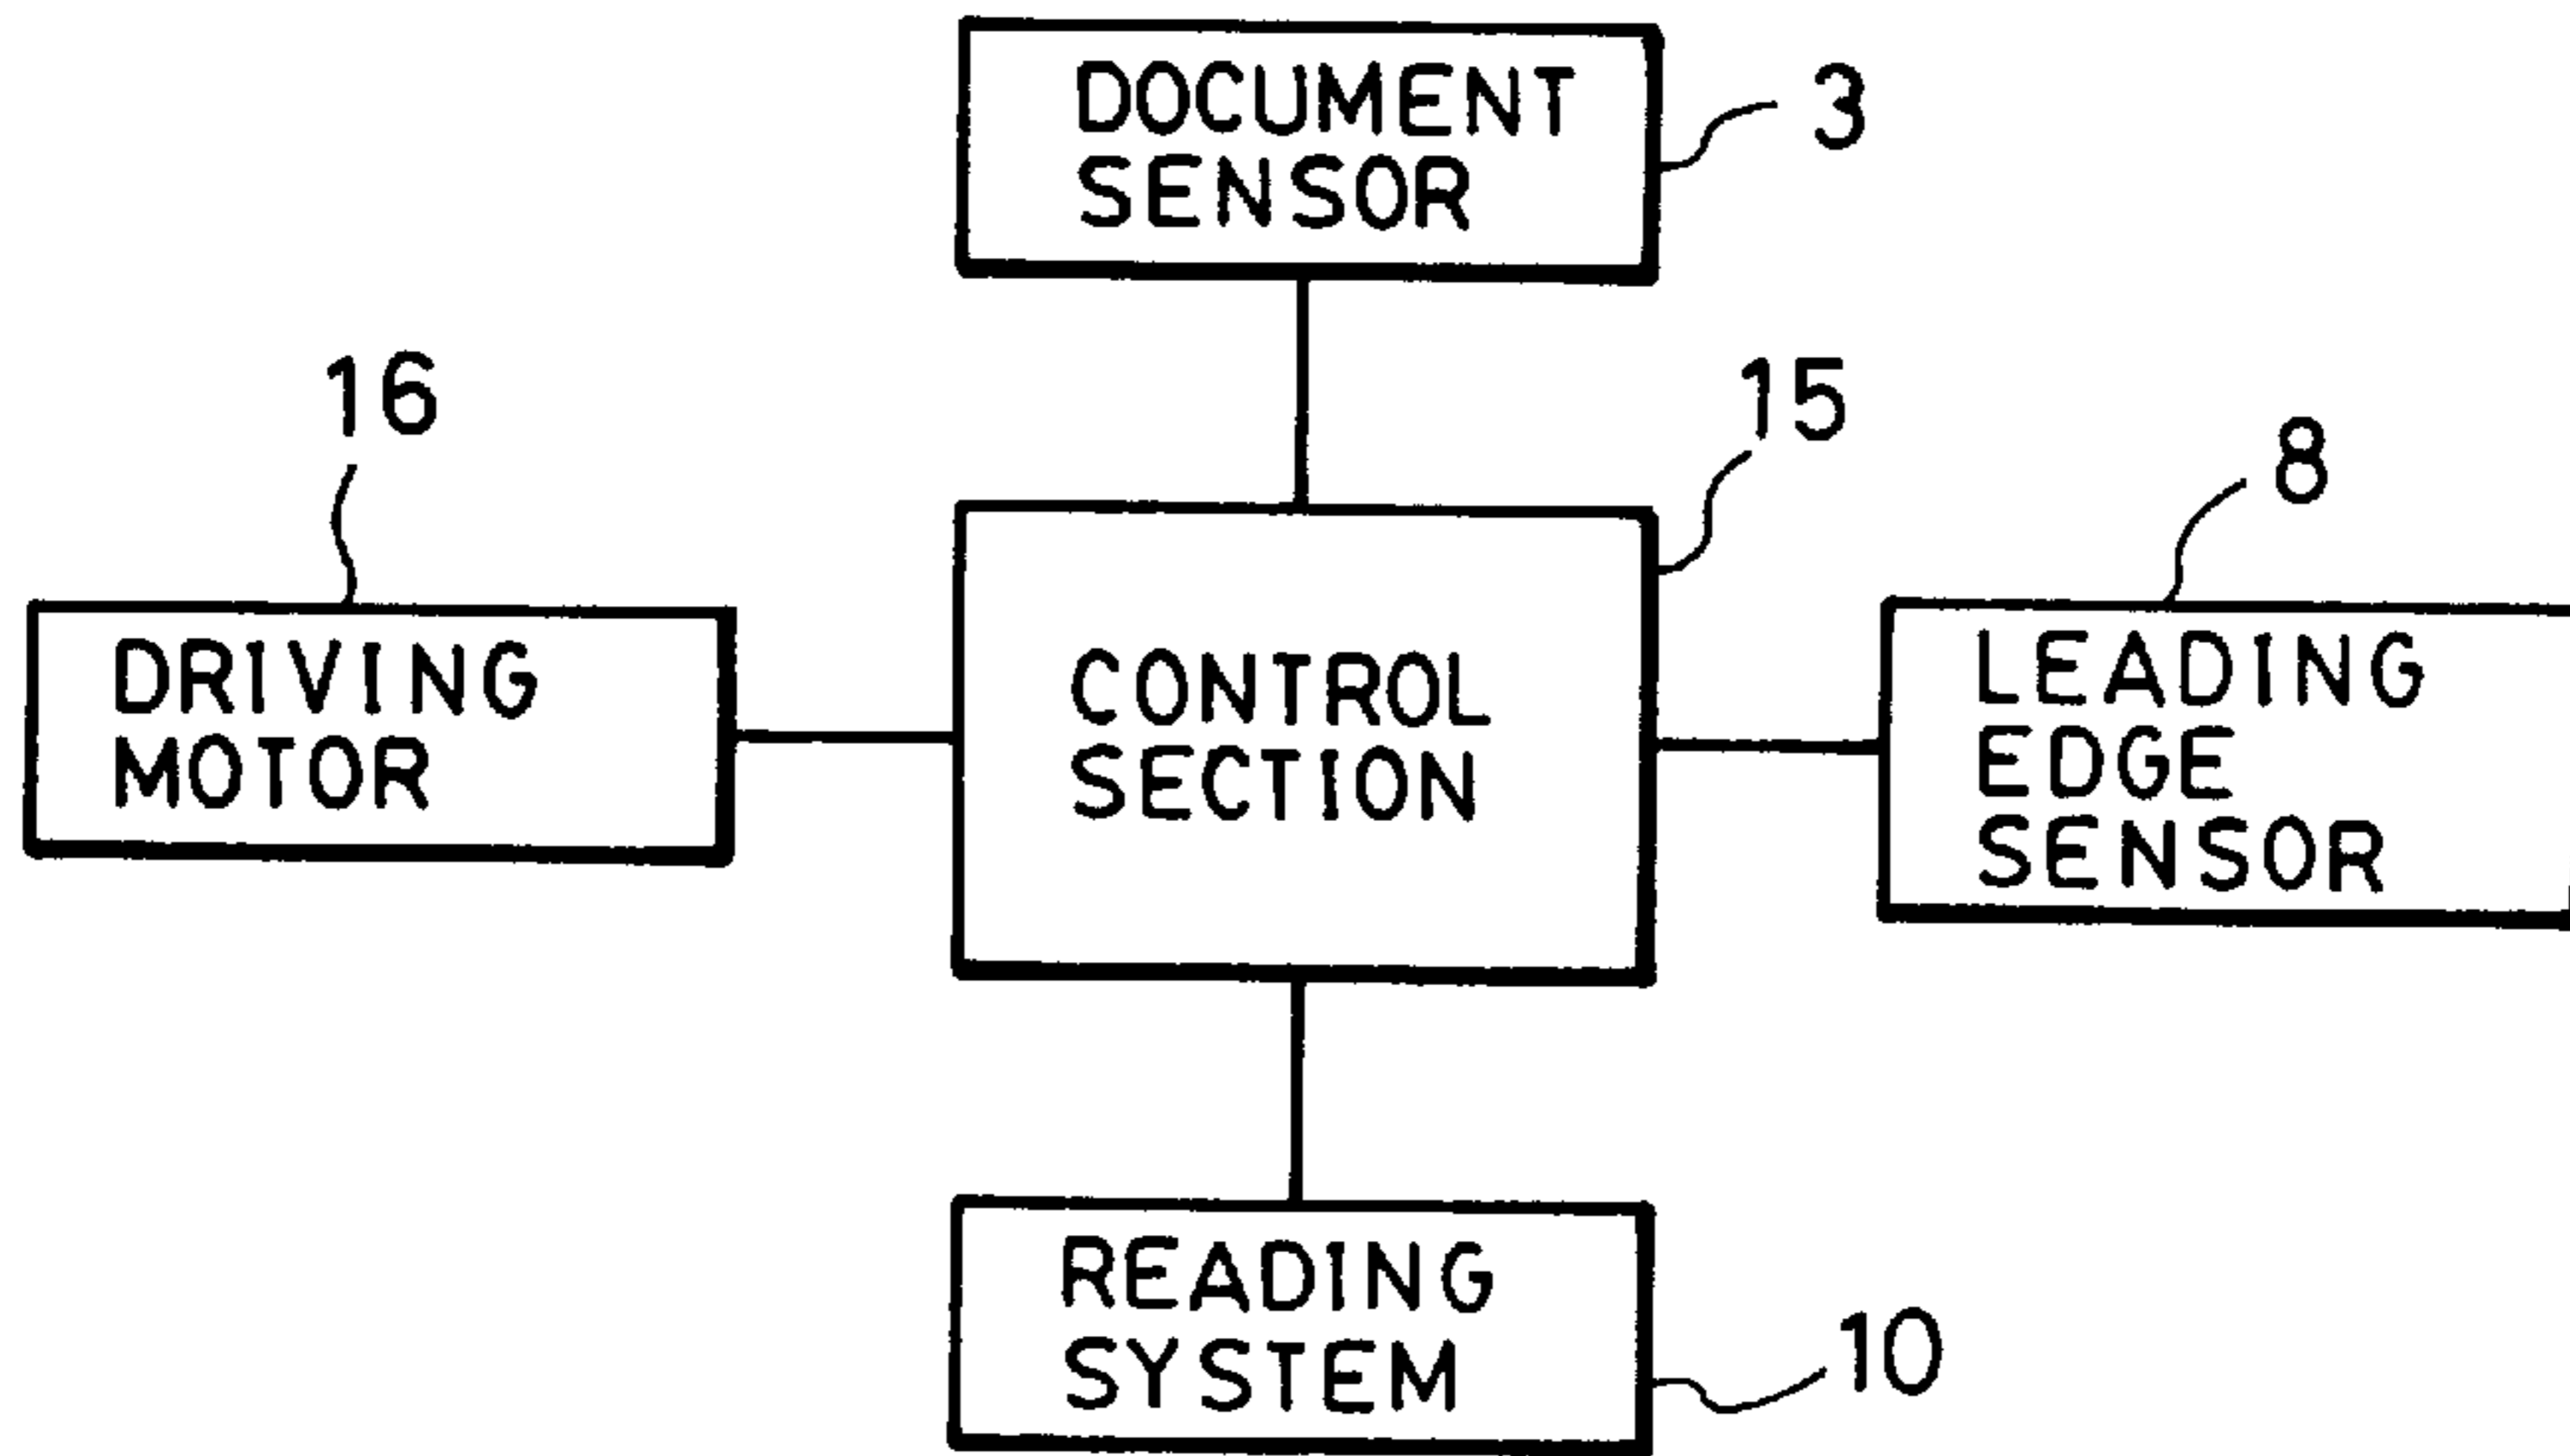 DOCUMENT
SENSOR
3
16
15
8
DRIVING
MOTOR
CONTROL
SECTION
LEADING
EDGE
SENSOR
READING
SYSTEM
10